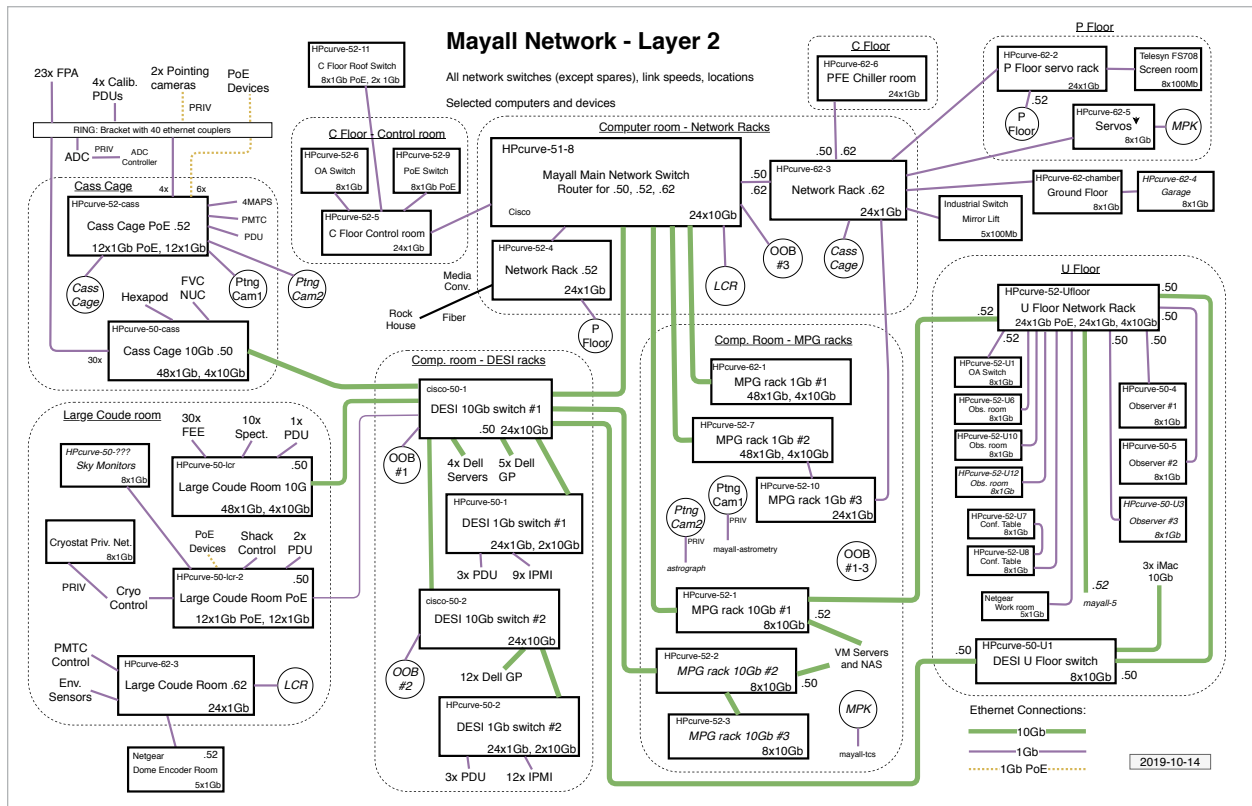 Mayall Network - Layer 2
All network switches (except spares), link speeds, locations
Selected computers and devices
23x FPA
4x Calib.
PDUs
2x Pointing
cameras
PoE
Devices
PRIV
RING: Bracket with 40 ethernet couplers
ADC
PRIV
ADC
Controller
Cass Cage
4x
6x
HPcurve-52-cass
Cass Cage PoE .52
12x1Gb PoE, 12x1Gb
4MAPS
PMTC
PDU
Cass
Cage
Ptng
Cam1
Ptng
Cam2
Hexapod
FVC
NUC
HPcurve-50-cass
Cass Cage 10Gb .50
48x1Gb, 4x10Gb
30x
HPcurve-52-11
C Floor Roof Switch
8x1Gb PoE, 2x 1Gb
C Floor - Control room
HPcurve-52-6
OA Switch
8x1Gb
HPcurve-52-9
PoE Switch
8x1Gb PoE
HPcurve-52-5
C Floor Control room
24x1Gb
Computer room - Network Racks
HPcurve-51-8
Mayall Main Network Switch
Router for .50, .52, .62
Cisco
24x10Gb
.50
.62
.50 .62
HPcurve-62-3
Network Rack .62
24x1Gb
HPcurve-52-4
Network Rack .52
24x1Gb
LCR
OOB
#3
Cass
Cage
P
Floor
Media
Conv.
Rock
House
Fiber
C Floor
HPcurve-62-6
PFE Chiller room
24x1Gb
P Floor
HPcurve-62-2
P Floor servo rack
24x1Gb
Telesyn FS708
Screen room
8x100Mb
.52
P
Floor
HPcurve-62-5
Servos
8x1Gb
MPK
HPcurve-62-chamber
Ground Floor
8x1Gb
HPcurve-62-4
Garage
8x1Gb
Industrial Switch
Mirror Lift
5x100Mb
Large Coude room
30x
FEE
10x
Spect.
1x
PDU
HPcurve-50-???
Sky Monitors
8x1Gb
HPcurve-50-lcr
.50
Large Coude Room 10G
48x1Gb, 4x10Gb
Cryostat Priv. Net.
8x1Gb
PRIV
Cryo
Control
PoE
Devices
Shack
Control
2x
PDU
HPcurve-50-lcr-2
.50
Large Coude Room PoE
12x1Gb PoE, 12x1Gb
PMTC
Control
Env.
Sensors
HPcurve-62-3
Large Coude Room .62
24x1Gb
LCR
Netgear
.52
Dome Encoder Room
5x1Gb
Comp. room - DESI racks
cisco-50-1
DESI 10Gb switch #1
.50 24x10Gb
OOB
#1
4x Dell
Servers
5x Dell
GP
HPcurve-50-1
DESI 1Gb switch #1
24x1Gb, 2x10Gb
3x PDU
9x IPMI
cisco-50-2
DESI 10Gb switch #2
24x10Gb
OOB
#2
12x Dell GP
HPcurve-50-2
DESI 1Gb switch #2
24x1Gb, 2x10Gb
3x PDU
12x IPMI
Comp. Room - MPG racks
HPcurve-62-1
MPG rack 1Gb #1
48x1Gb, 4x10Gb
HPcurve-52-7
MPG rack 1Gb #2
48x1Gb, 4x10Gb
HPcurve-52-10
MPG rack 1Gb #3
24x1Gb
Ptng
Cam2
PRIV
astrograph
Ptng
Cam1
PRIV
mayall-astrometry
OOB
#1-3
HPcurve-52-1
MPG rack 10Gb #1
8x10Gb
.52
VM Servers
and NAS
.50
HPcurve-52-2
MPG rack 10Gb #2
8x10Gb
HPcurve-52-3
MPG rack 10Gb #3
8x10Gb
MPK
mayall-tcs
U Floor
HPcurve-52-Ufloor
U Floor Network Rack
24x1Gb PoE, 24x1Gb, 4x10Gb
.50
.50
.52
.52
.50
.50
HPcurve-52-U1
OA Switch
8x1Gb
HPcurve-52-U6
Obs. room
8x1Gb
HPcurve-52-U10
Obs. room
8x1Gb
HPcurve-52-U12
Obs. room
8x1Gb
HPcurve-52-U7
Conf. Table
8x1Gb
HPcurve-52-U8
Conf. Table
8x1Gb
Netgear
Work room
5x1Gb
HPcurve-50-4
Observer #1
8x1Gb
HPcurve-50-5
Observer #2
8x1Gb
HPcurve-50-U3
Observer #3
8x1Gb
.52
mayall-5
3x iMac
10Gb
HPcurve-50-U1
DESI U Floor switch
8x10Gb
.50
.50
Ethernet Connections:
10Gb
1Gb
1Gb PoE
2019-10-14